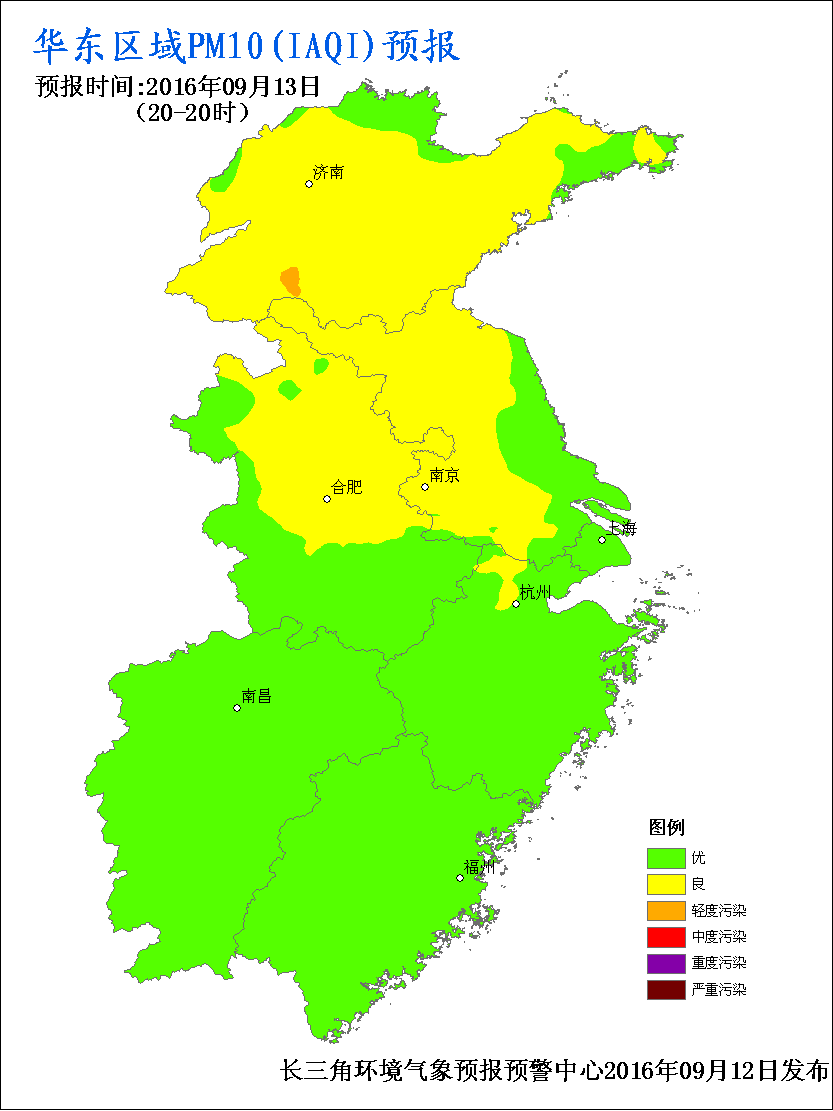 华东区域PM10(IAQI)预报
预报时间:2016年09月13日
（20-20时）
济南
合肥
南京
上海
杭州
南昌
福州
图例
优
良
轻度污染
中度污染
重度污染
严重污染
长三角环境气象预报预警中心2016年09月12日发布